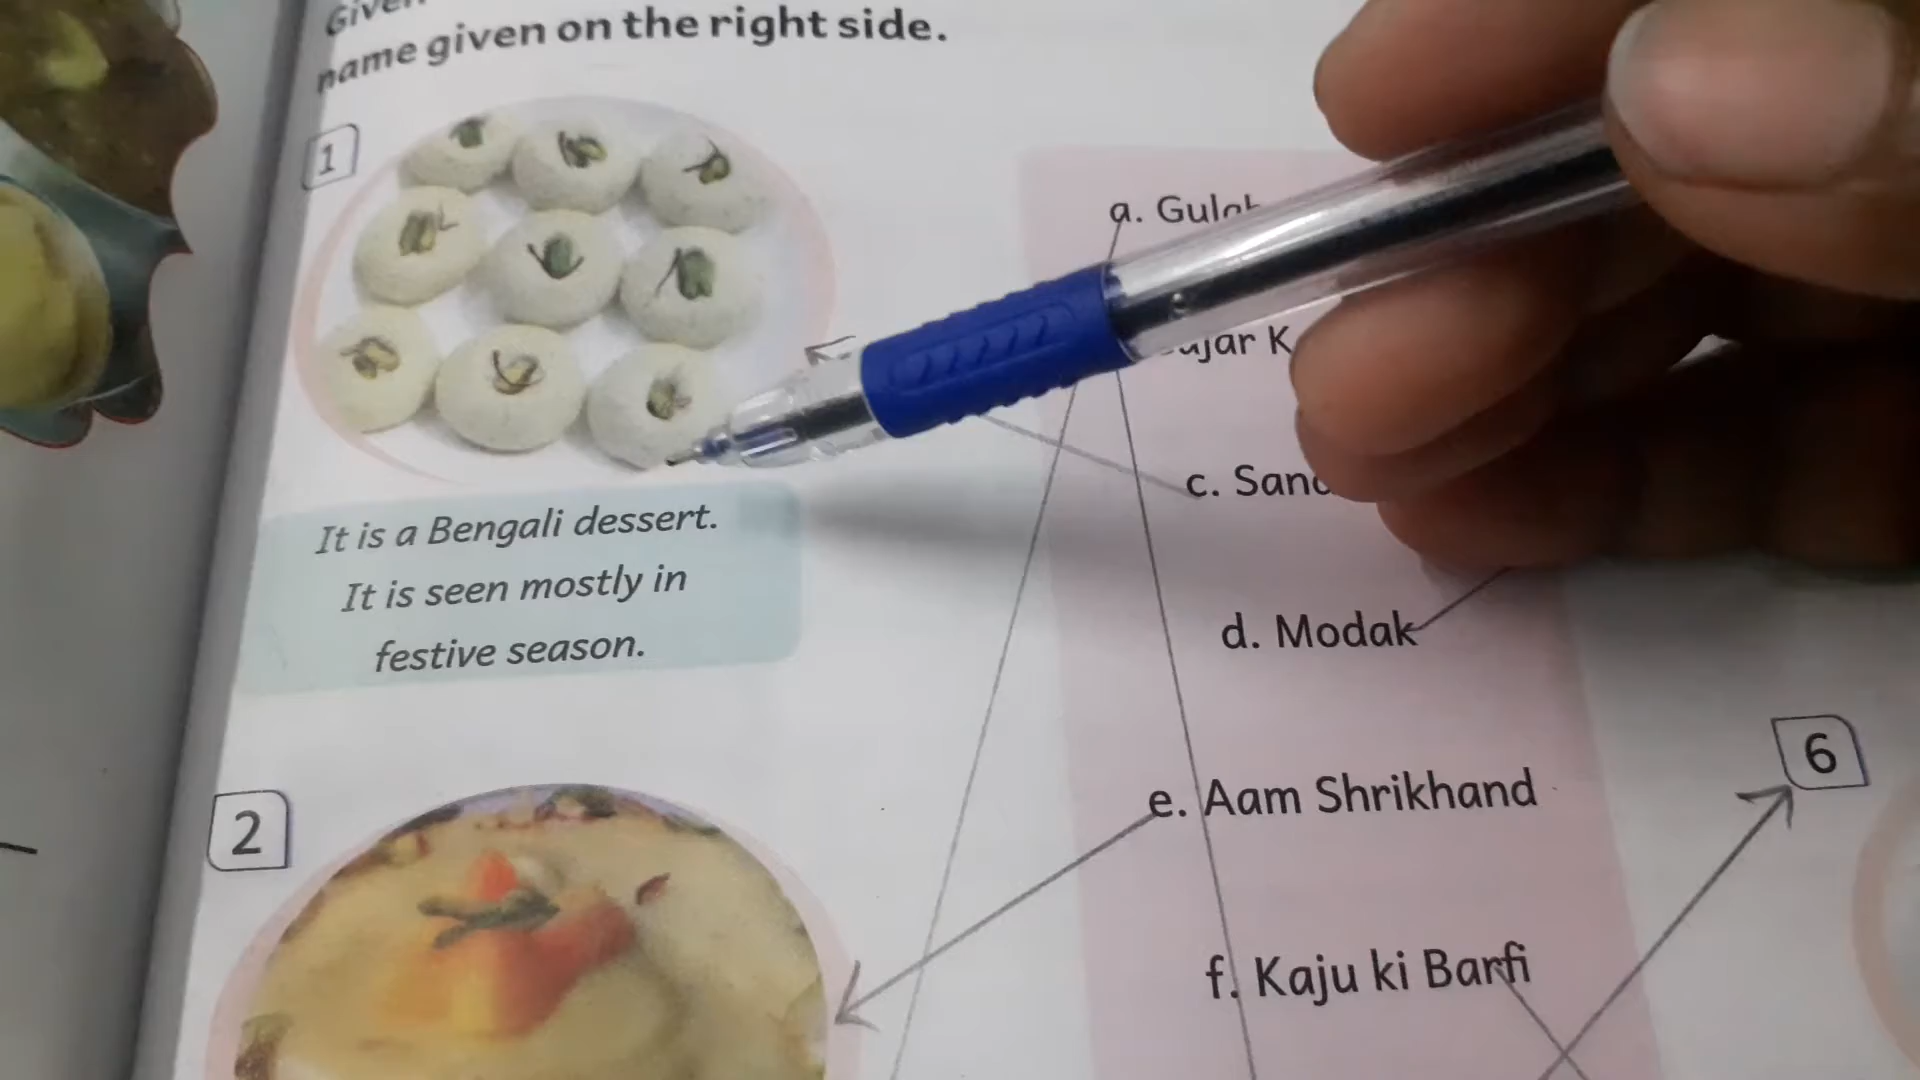 name given on the right side.
1
a.
c.
It is a Bengali dessert.
It is seen mostly in
festive season.
d. Modak
6
e. Aam Shrikhand
2
f. Kaju ki Barfi